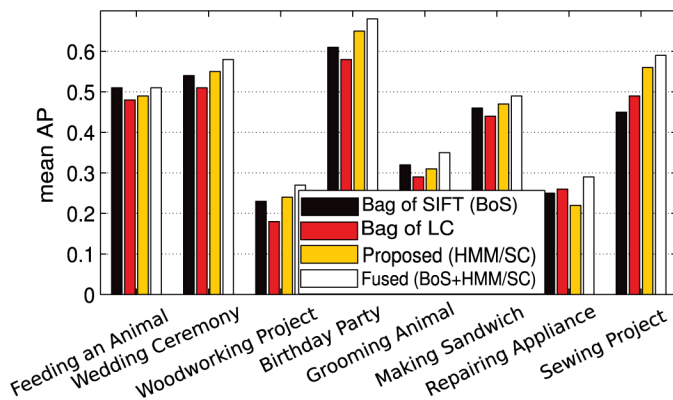 mean AP
0.6
0.5
0.4
0.3
0.2
0.1
0
Bag of SIFT (BoS)
Bag of LC
Proposed (HMM/SC)
Fused (BoS+HMM/SC)
Feeding an Animal
Wedding Ceremony
Woodworking Project
Birthday Party
Grooming Animal
Making Sandwich
Repairing Appliance
Sewing Project